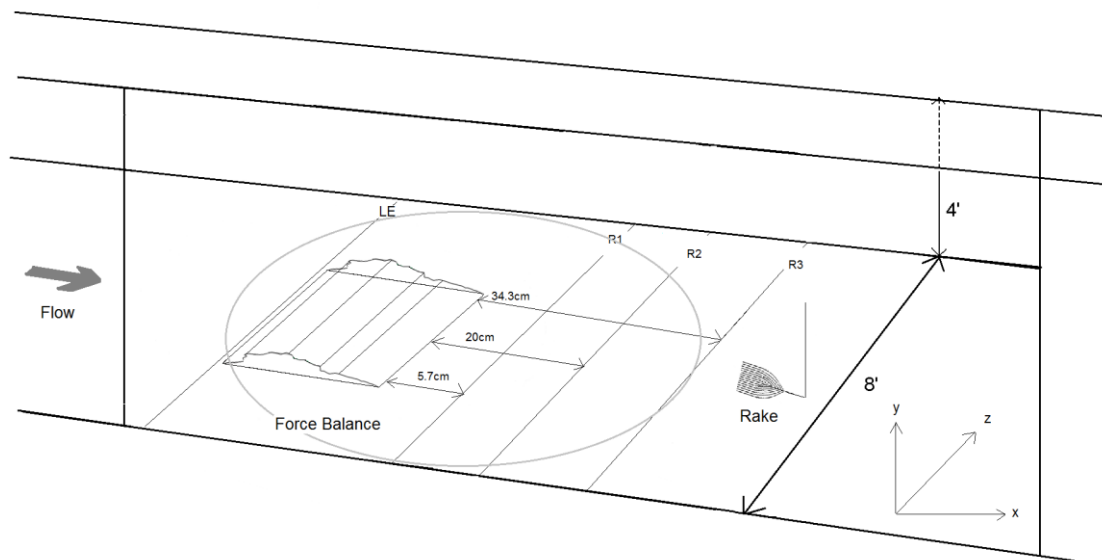 LE
R1
R2
R3
4'
34.3cm
Flow
20cm
5.7cm
8'
Rake
Force Balance
y
z
x